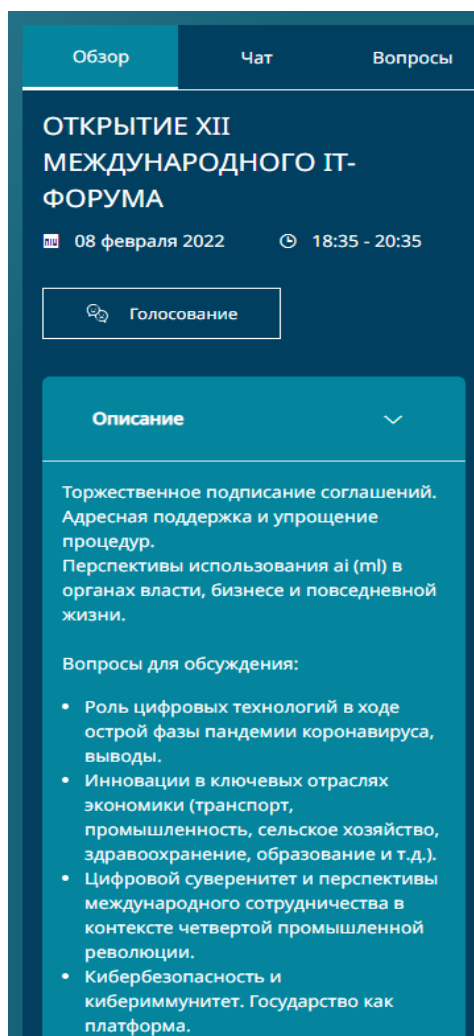 Обзор Чат Вопросы
ОТКРЫТИЕ XII
МЕЖДУНАРОДНОГО IT-
ФОРУМА
08 февраля 2022 18:35 - 20:35
Голосование
Описание
Торжественное подписание соглашений.
Адресная поддержка и упрощение
процедур.
Перспективы использования ai (ml) в
органах власти, бизнесе и повседневной
жизни.
Вопросы для обсуждения:
• Роль цифровых технологий в ходе
острой фазы пандемии коронавируса,
выводы.
• Инновации в ключевых отраслях
экономики (транспорт,
промышленность, сельское хозяйство,
здравоохранение, образование и т.д.).
• Цифровой суверенитет и перспективы
международного сотрудничества в
контексте четвертой промышленной
революции.
• Кибербезопасность и
кибериммунитет. Государство как
платформа.